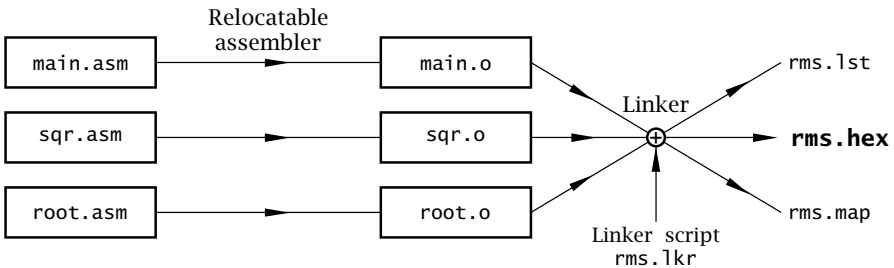 Relocatable
assembler
main.asm
main.o
rms.lst
Linker
sqr.asm
sqr.o
rms.hex
root.asm
root.o
rms.map
Linker script
rms.lkr